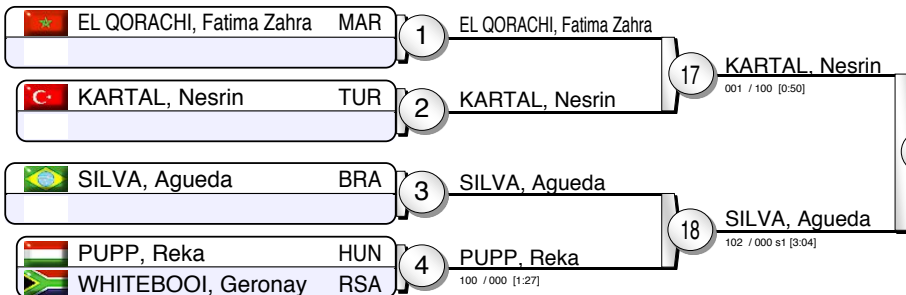 EL QORACHI, Fatima Zahra MAR
1
EL QORACHI, Fatima Zahra
17
KARTAL, Nesrin
001 / 100 [0:50]
KARTAL, Nesrin TUR
2
KARTAL, Nesrin
SILVA, Agueda BRA
3
SILVA, Agueda
18
SILVA, Agueda
102 / 000 s1 [3:04]
PUPP, Reka HUN
4
PUPP, Reka
100 / 000 [1:27]
WHITEBOOI, Geronay RSA